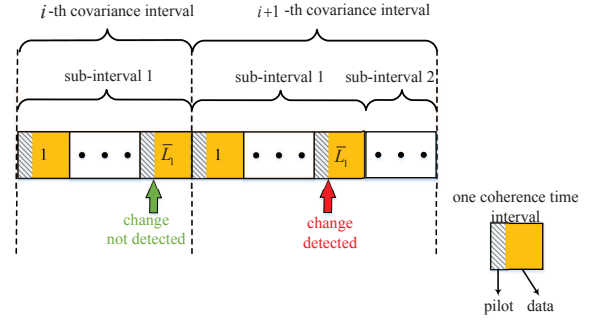 i-th covariance interval
i+1 -th covariance interval
sub-interval 1
sub-interval 1
sub-interval 2
1
• • •
L̅₁
1
• • •
L̅₁
• • •
change
not detected
change
detected
one coherence time
interval
pilot
data